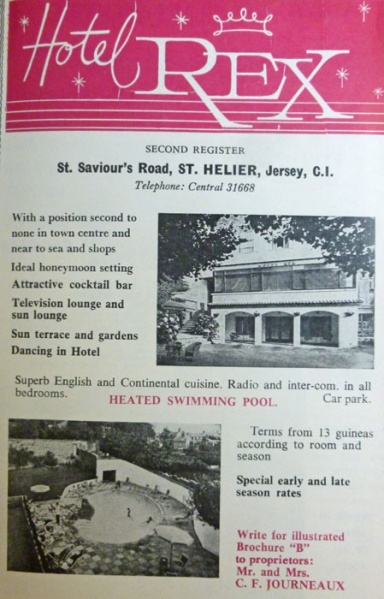 Hotel REX
SECOND REGISTER
St. Saviour's Road, ST. HELIER, Jersey, C.I.
Telephone: Central 31668
With a position second to
none in town centre and
near to sea and shops
Ideal honeymoon setting
Attractive cocktail bar
Television lounge and
sun lounge
Sun terrace and gardens
Dancing in Hotel
Superb English and Continental cuisine. Radio and inter-com. in all
bedrooms.
HEATED SWIMMING POOL.
Car park.
Terms from 13 guineas
according to room and
season
Special early and late
season rates
Write for illustrated
Brochure "B"
to proprietors:
Mr. and Mrs.
C. F. JOURNEAUX